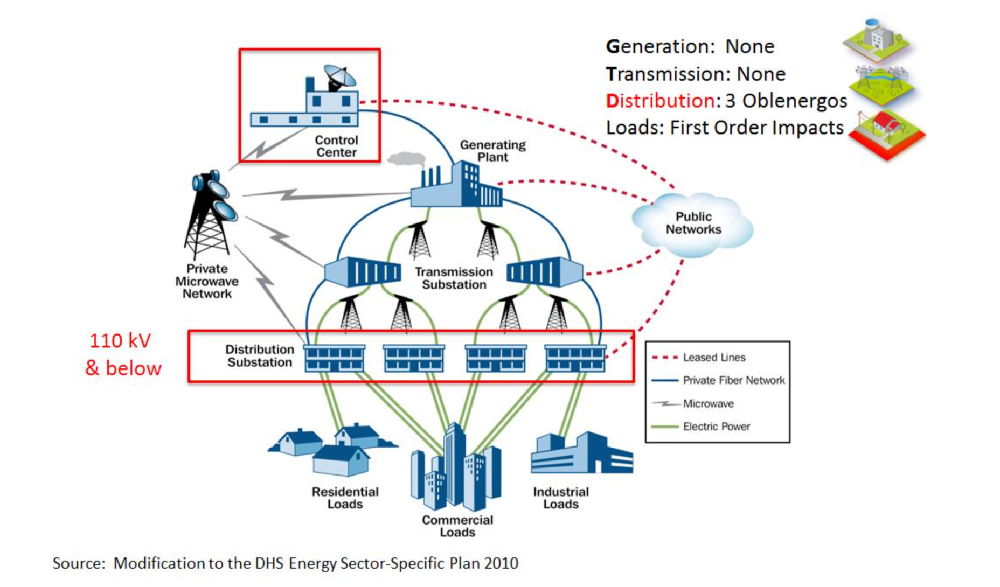 Generation: None
Transmission: None
Distribution: 3 Oblenergos
Loads: First Order Impacts
Control
Center
Generating
Plant
Public
Networks
Private
Microwave
Network
Transmission
Substation
110 kV
& below
Distribution
Substation
Leased Lines
Private Fiber Network
Microwave
Electric Power
Residential
Loads
Commercial
Loads
Industrial
Loads
Source: Modification to the DHS Energy Sector-Specific Plan 2010